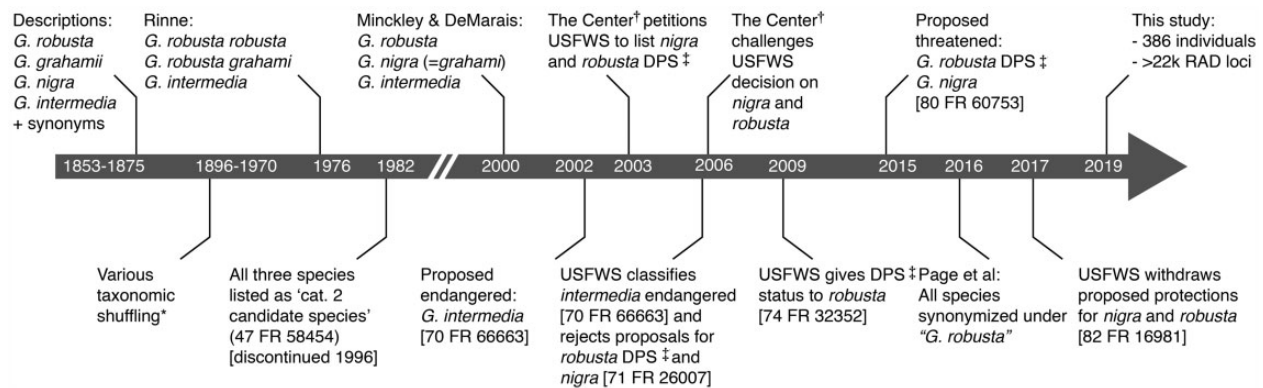 Descriptions:
G. robusta
G. grahamii
G. nigra
G. intermedia
+ synonyms
Rinne:
G. robusta robusta
G. robusta grahami
G. intermedia
Minckley & DeMarais:
G. robusta
G. nigra (=grahami)
G. intermedia
The Center† petitions
USFWS to list nigra
and robusta DPS ‡
The Center†
challenges
USFWS
decision on
nigra and
robusta
Proposed
threatened:
G. robusta DPS ‡
G. nigra
[80 FR 60753]
This study:
- 386 individuals
- >22k RAD loci
1853-1875
1896-1970
1976
1982
2000
2002
2003
2006
2009
2015
2016
2017
2019
Various
taxonomic
shuffling*
All three species
listed as ‘cat. 2
candidate species’
(47 FR 58454)
[discontinued 1996]
Proposed
endangered:
G. intermedia
[70 FR 66663]
USFWS classifies
intermedia endangered
[70 FR 66663] and
rejects proposals for
robusta DPS ‡ and
nigra [71 FR 26007]
USFWS gives DPS ‡
status to robusta
[74 FR 32352]
Page et al:
All species
synonymized under
“G. robusta”
USFWS withdraws
proposed protections
for nigra and robusta
[82 FR 16981]